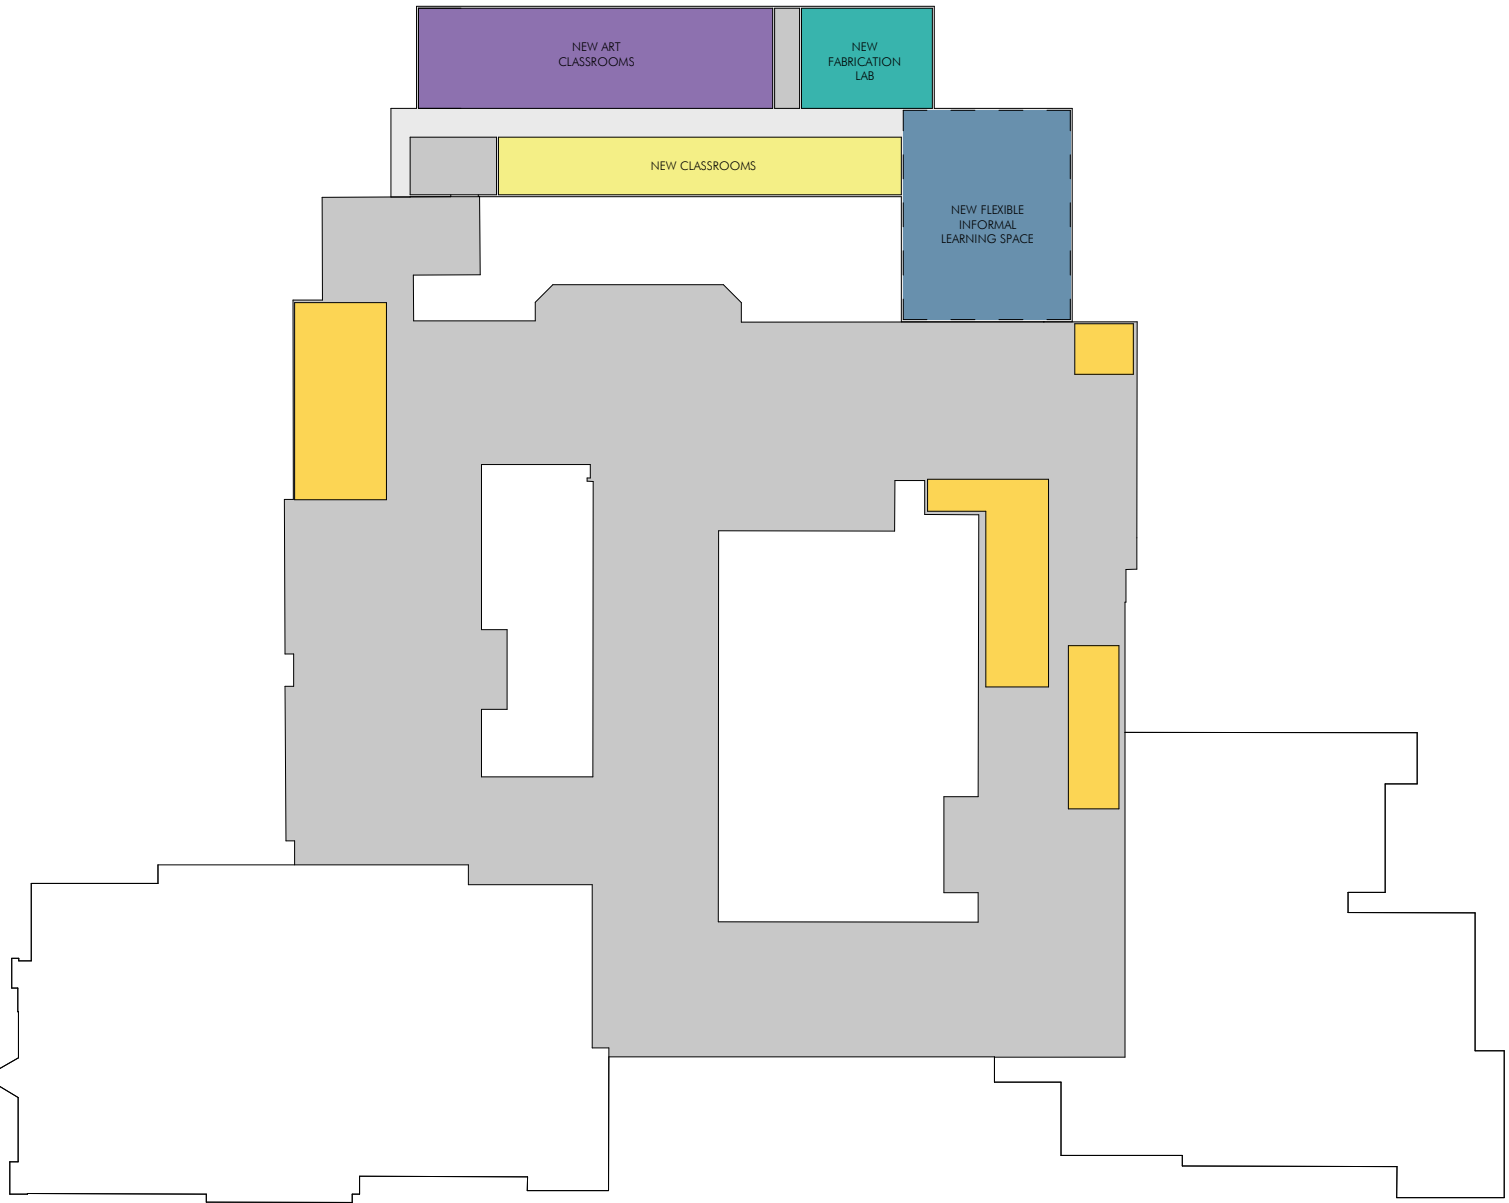 NEW ART
CLASSROOMS
NEW
FABRICATION
LAB
NEW CLASSROOMS
NEW FLEXIBLE
INFORMAL
LEARNING SPACE